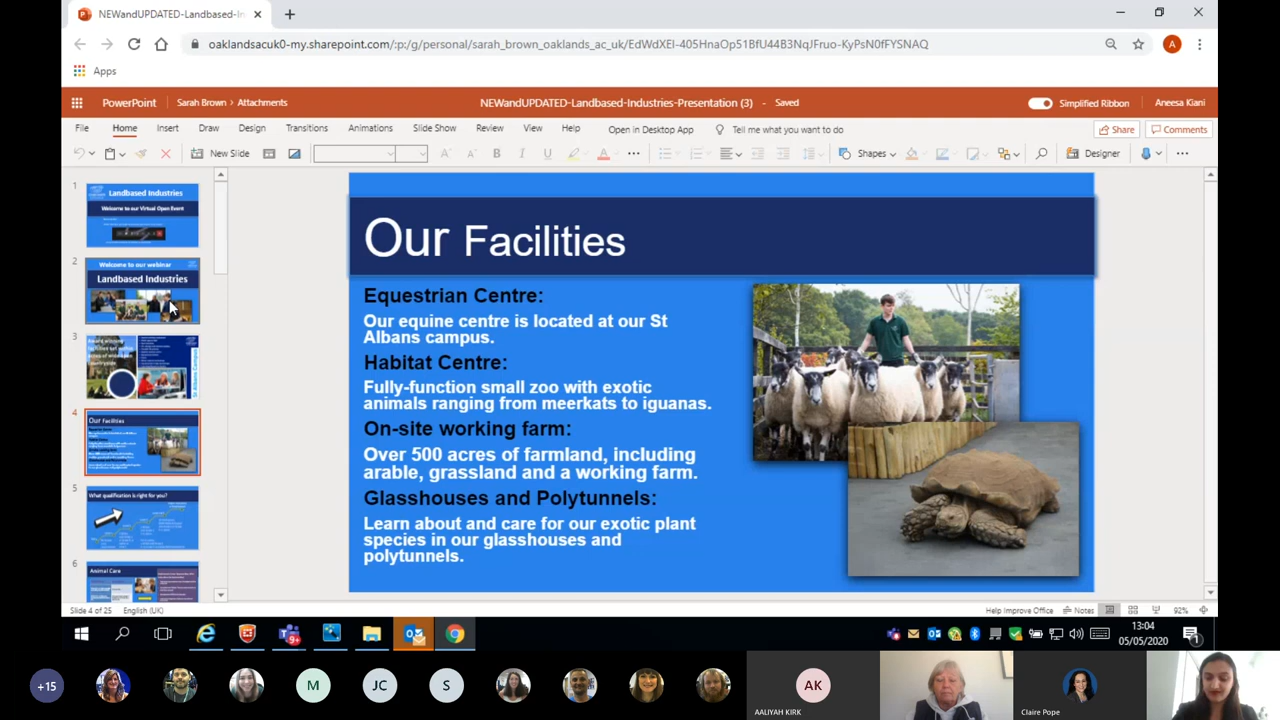 NEWandUPDATED-Landbased-In
oaklandsacuk0-my.sharepoint.com/:p:/g/personal/sarah_brown_oaklands_ac_uk/EdWdXEI-405HnaOp51BfU44B3NqJFruo-KyPsN0fFYSNAQ
A
Apps
PowerPoint
Sarah Brown > Attachments
NEWandUPDATED-Landbased-Industries-Presentation (3) - Saved
Simplified Ribbon
Aneesa Kiani
File Home Insert Draw Design Transitions Animations Slide Show Review View Help Open in Desktop App Tell me what you want to do
Share Comments
New Slide
B I U A
Shapes
Designer
1
Landbased Industries
Welcome to our Virtual Open Event
2
Welcome to our webinar
Landbased Industries
3
4
Our Facilities
5
What qualification is right for you?
6
Animal Care
Our Facilities
Equestrian Centre:
Our equine centre is located at our St
Albans campus.
Habitat Centre:
Fully-function small zoo with exotic
animals ranging from meerkats to iguanas.
On-site working farm:
Over 500 acres of farmland, including
arable, grassland and a working farm.
Glasshouses and Polytunnels:
Learn about and care for our exotic plant
species in our glasshouses and
polytunnels.
Slide 4 of 25 English (UK)
Help Improve Office Notes 92%
13:04
05/05/2020
+15
M
JC
S
AK
AALIYAH KIRK
Claire Pope